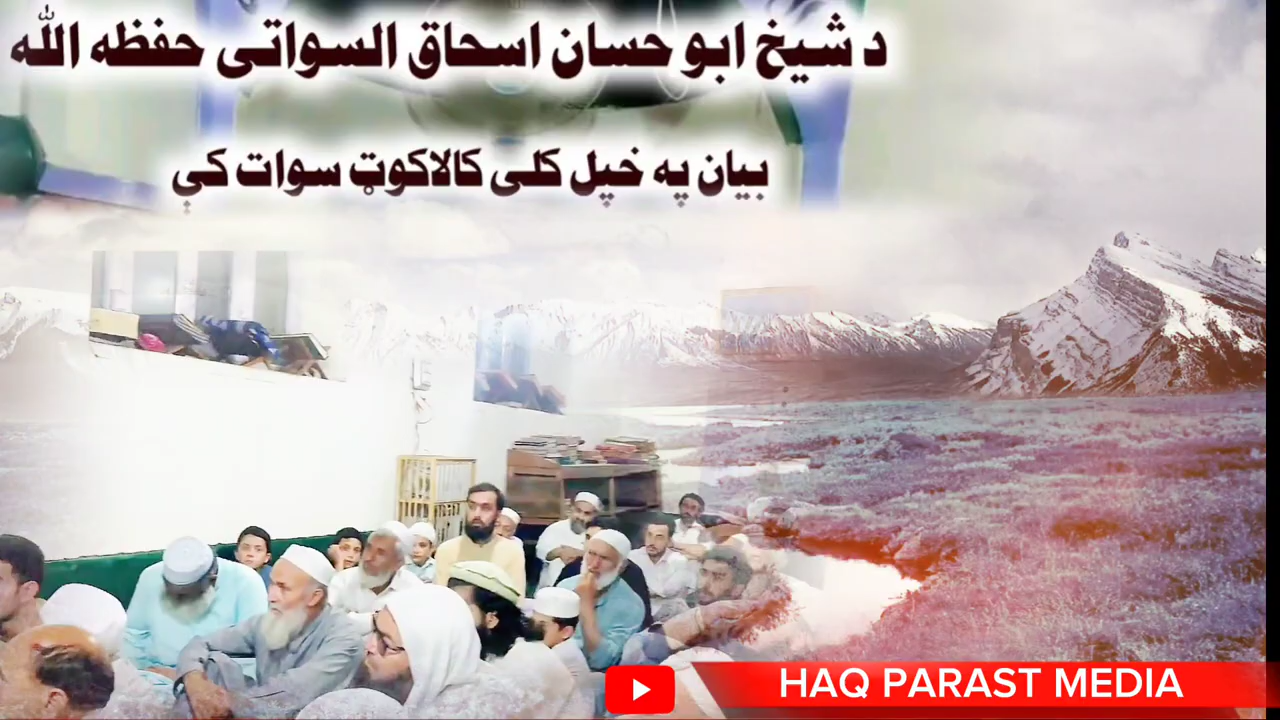 د شیخ ابو حسان اسحاق السواتی حفظه الله
بیان په خپل کلی کالاکوټ سوات کې
HAQ PARAST MEDIA